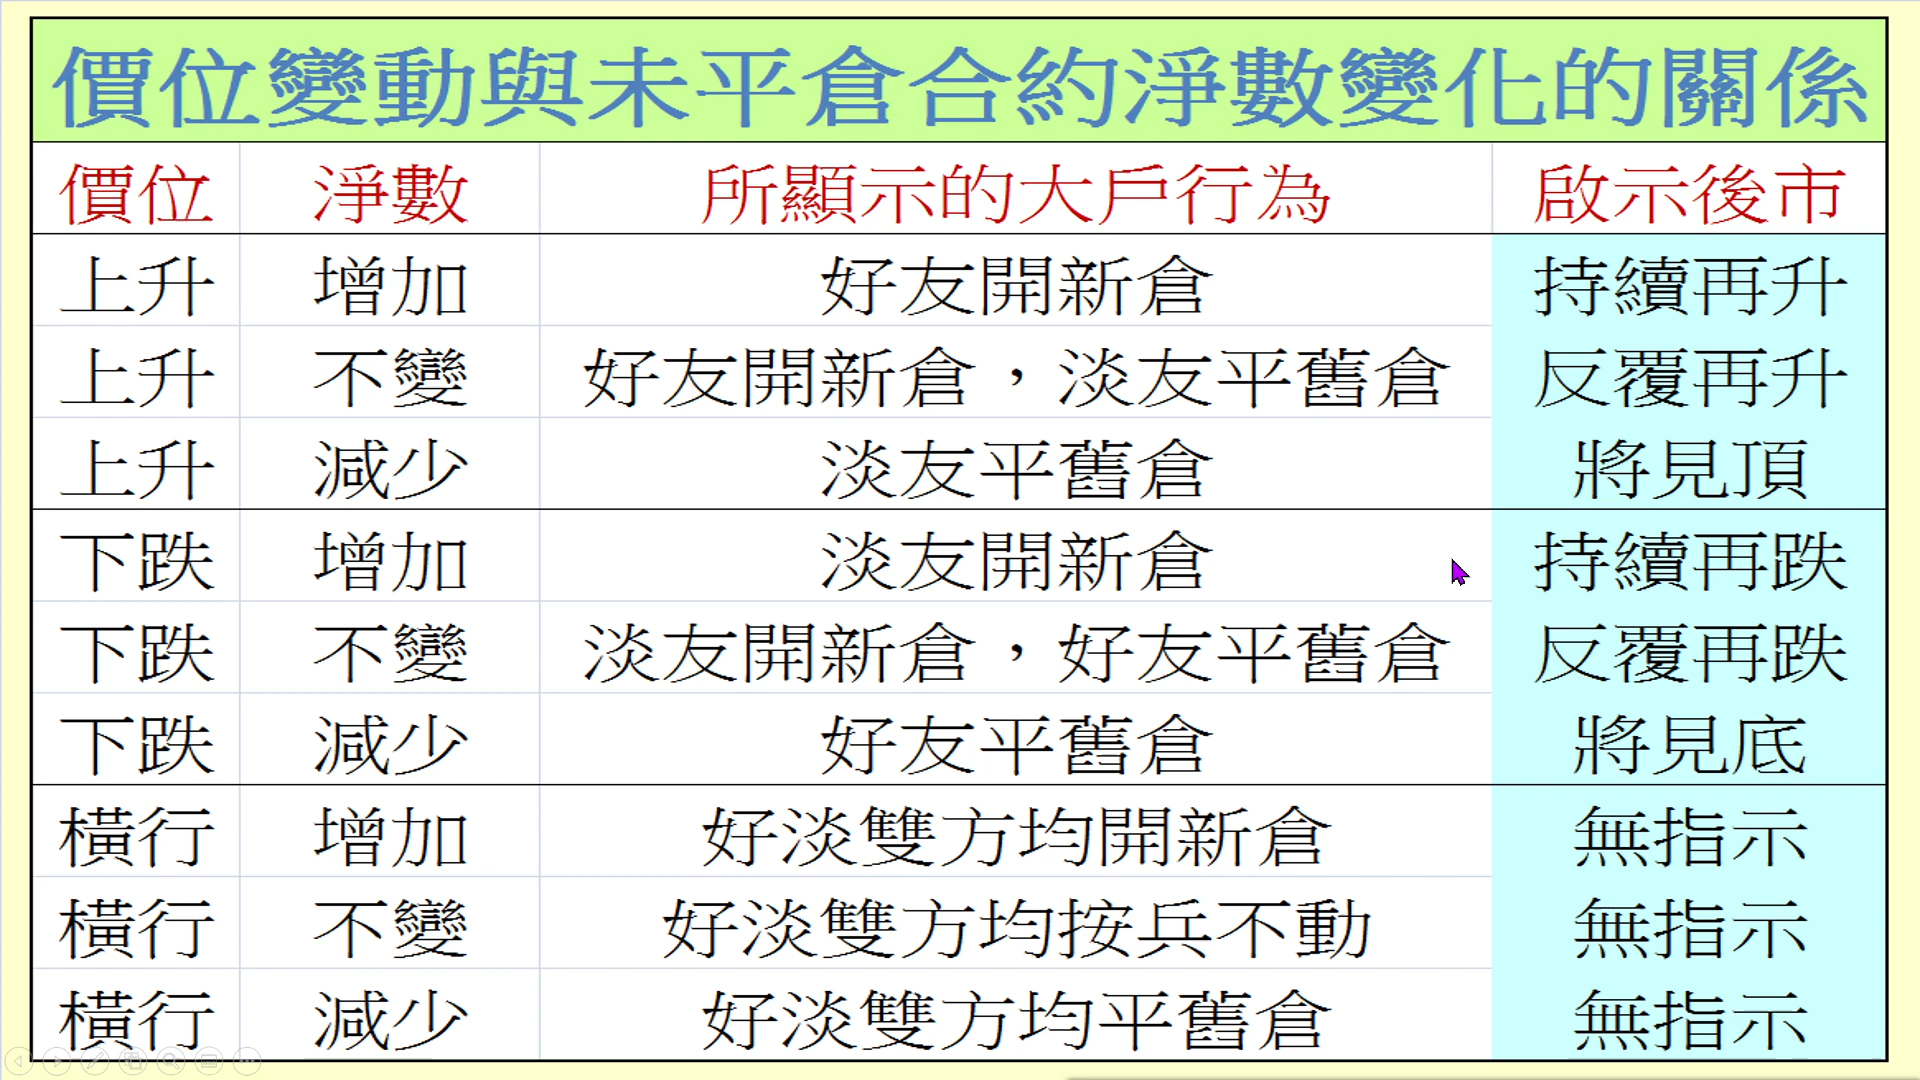 價位變動與未平倉合約淨數變化的關係
價位 淨數 所顯示的大戶行為 啟示後市
上升 增加 好友開新倉 持續再升
上升 不變 好友開新倉，淡友平舊倉 反覆再升
上升 減少 淡友平舊倉 將見頂
下跌 增加 淡友開新倉 持續再跌
下跌 不變 淡友開新倉，好友平舊倉 反覆再跌
下跌 減少 好友平舊倉 將見底
橫行 增加 好淡雙方均開新倉 無指示
橫行 不變 好淡雙方均按兵不動 無指示
橫行 減少 好淡雙方均平舊倉 無指示